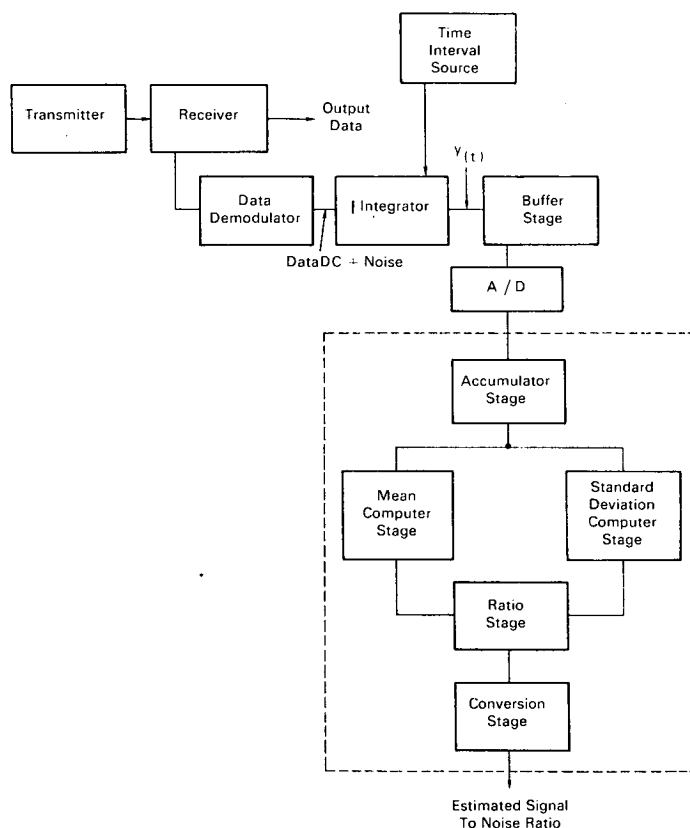 Time
Interval
Source
Transmitter
Receiver
Output
Data
Data
Demodulator
Integrator
Y(t)
Buffer
Stage
DataDC + Noise
A / D
Accumulator
Stage
Mean
Computer
Stage
Standard
Deviation
Computer
Stage
Ratio
Stage
Conversion
Stage
Estimated Signal
To Noise Ratio